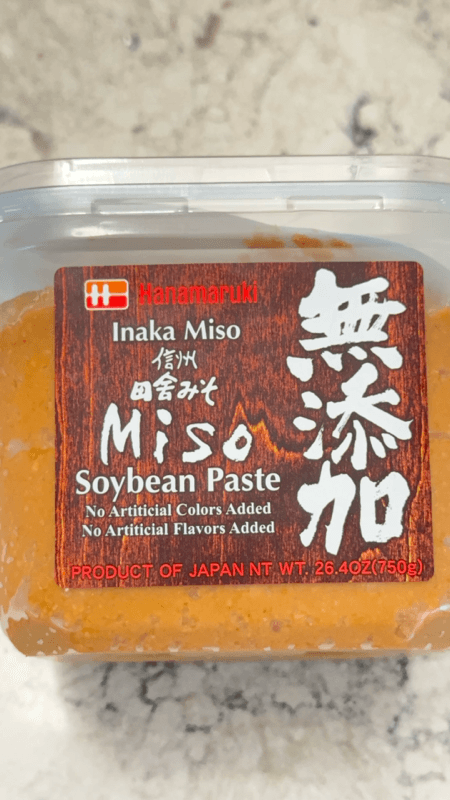 Hanamaruki
Inaka Miso
信州
田舎みそ
Miso
Soybean Paste
No Artificial Colors Added
No Artificial Flavors Added
無添加
PRODUCT OF JAPAN NT WT. 26.4OZ(750g)